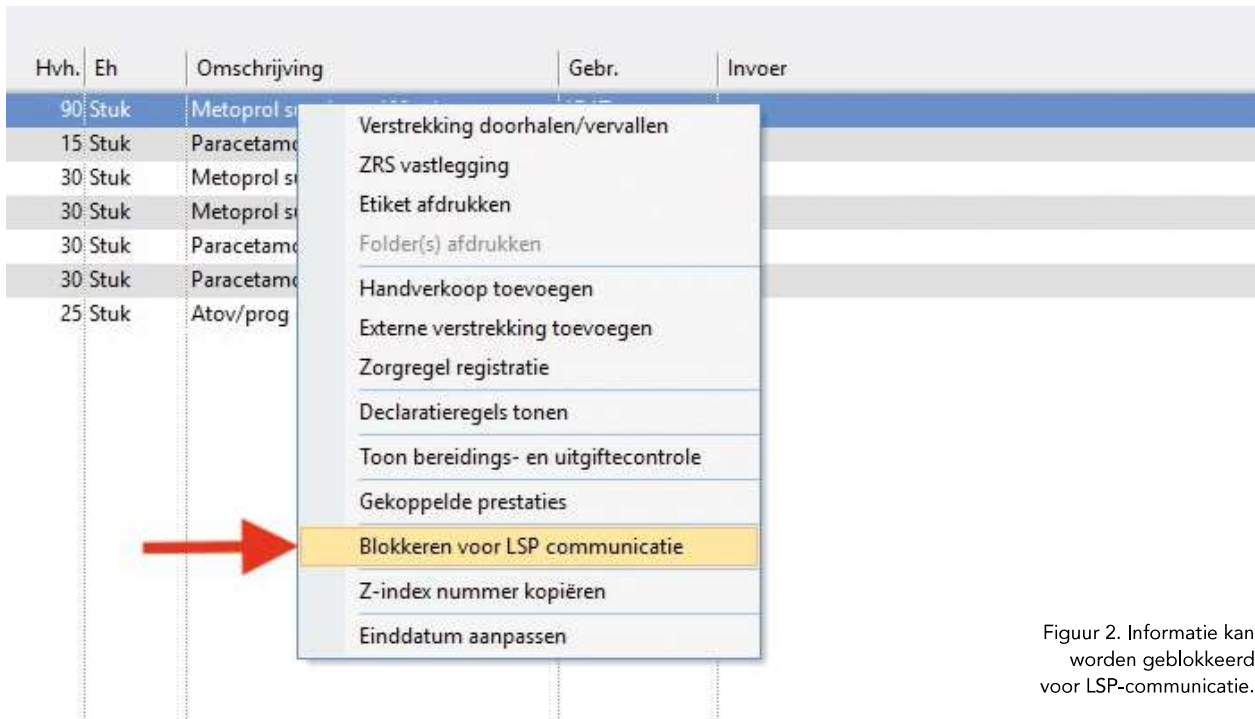 Hvh. Eh Omschrijving Gebr. Invoer
90 Stuk Metoprol
15 Stuk
30 Stuk Metoprol
30 Stuk Metoprol
30 Stuk
30 Stuk
25 Stuk Atov/prog
Verstrekking doorhalen/vervallen
ZRS vastlegging
Etiket afdrukken
Folder(s) afdrukken
Handverkoop toevoegen
Externe verstrekking toevoegen
Zorgregel registratie
Declaratieregels tonen
Toon bereidings- en uitgiftecontrole
Gekoppelde prestaties
Blokkeren voor LSP communicatie
Z-index nummer kopiëren
Einddatum aanpassen
Figuur 2. Informatie kan
worden geblokkeerd
voor LSP-communicatie.